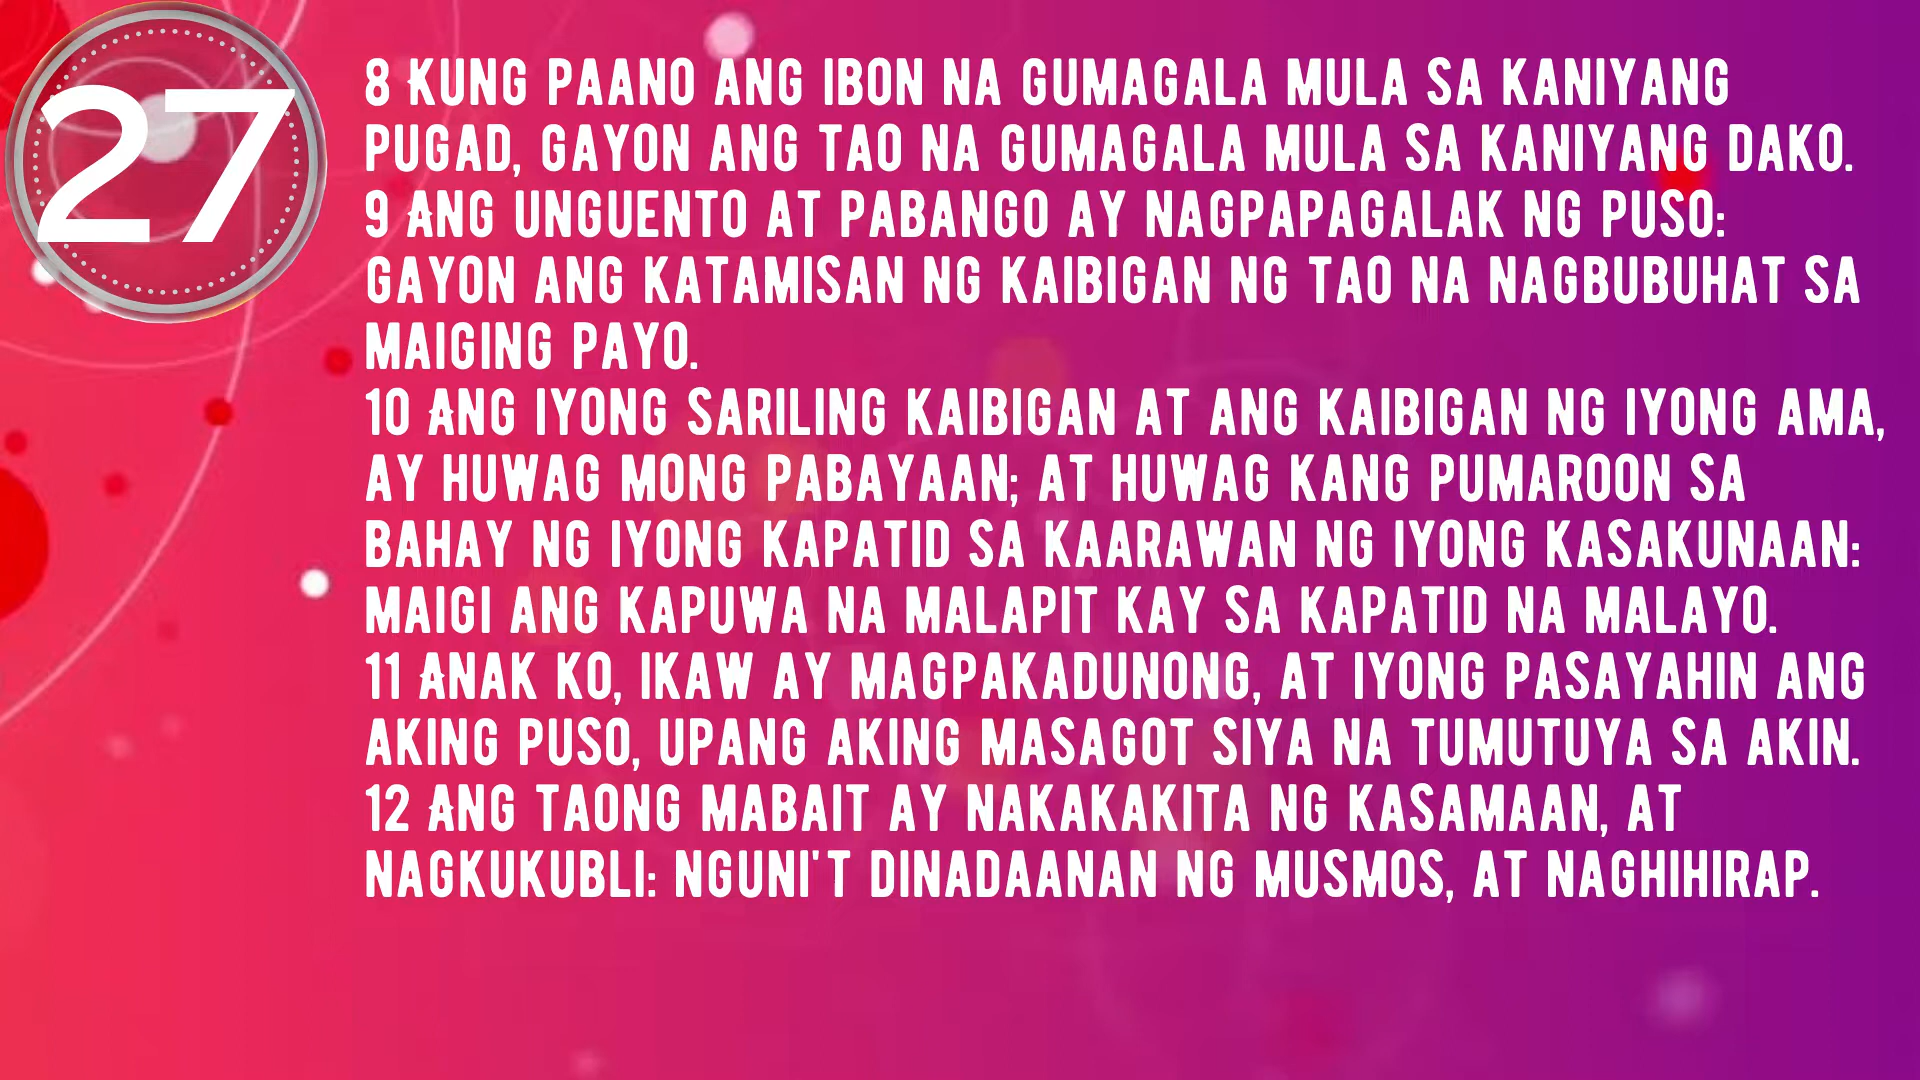 27
8 KUNG PAANO ANG IBON NA GUMAGALA MULA SA KANIYANG
PUGAD, GAYON ANG TAO NA GUMAGALA MULA SA KANIYANG DAKO.
9 ANG UNGUENTO AT PABANGO AY NAGPAPAGALAK NG PUSO:
GAYON ANG KATAMISAN NG KAIBIGAN NG TAO NA NAGBUBUHAT SA
MAIGING PAYO.
10 ANG IYONG SARILING KAIBIGAN AT ANG KAIBIGAN NG IYONG AMA,
AY HUWAG MONG PABAYAAN; AT HUWAG KANG PUMAROON SA
BAHAY NG IYONG KAPATID SA KAARAWAN NG IYONG KASAKUNAAN:
MAIGI ANG KAPUWA NA MALAPIT KAY SA KAPATID NA MALAYO.
11 ANAK KO, IKAW AY MAGPAKADUNONG, AT IYONG PASAYAHIN ANG
AKING PUSO, UPANG AKING MASAGOT SIYA NA TUMUTUYA SA AKIN.
12 ANG TAONG MABAIT AY NAKAKAKITA NG KASAMAAN, AT
NAGKUKUBLI: NGUNI'T DINADAANAN NG MUSMOS, AT NAGHIHIRAP.